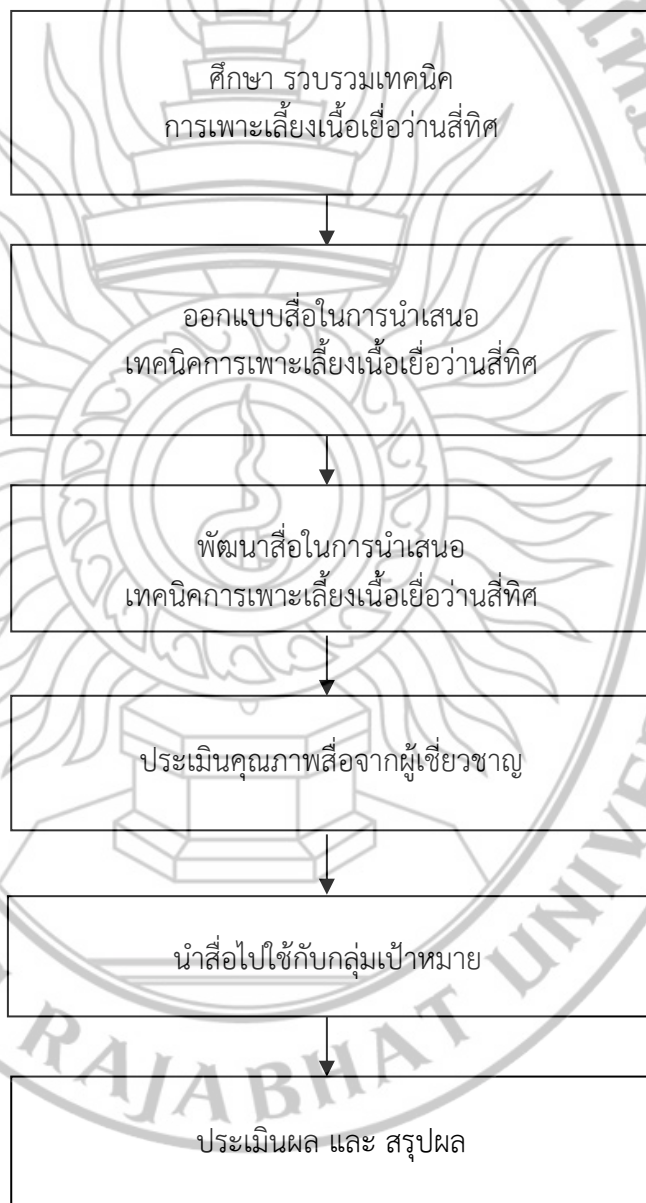 ศึกษา รวบรวมเทคนิค
การเพาะเลี้ยงเนื้อเยื่อว่านสี่ทิศ
ออกแบบสื่อในการนำเสนอ
เทคนิคการเพาะเลี้ยงเนื้อเยื่อว่านสี่ทิศ
พัฒนาสื่อในการนำเสนอ
เทคนิคการเพาะเลี้ยงเนื้อเยื่อว่านสี่ทิศ
ประเมินคุณภาพสื่อจากผู้เชี่ยวชาญ
นำสื่อไปใช้กับกลุ่มเป้าหมาย
ประเมินผล และ สรุปผล
RAJABHAT UNIVE